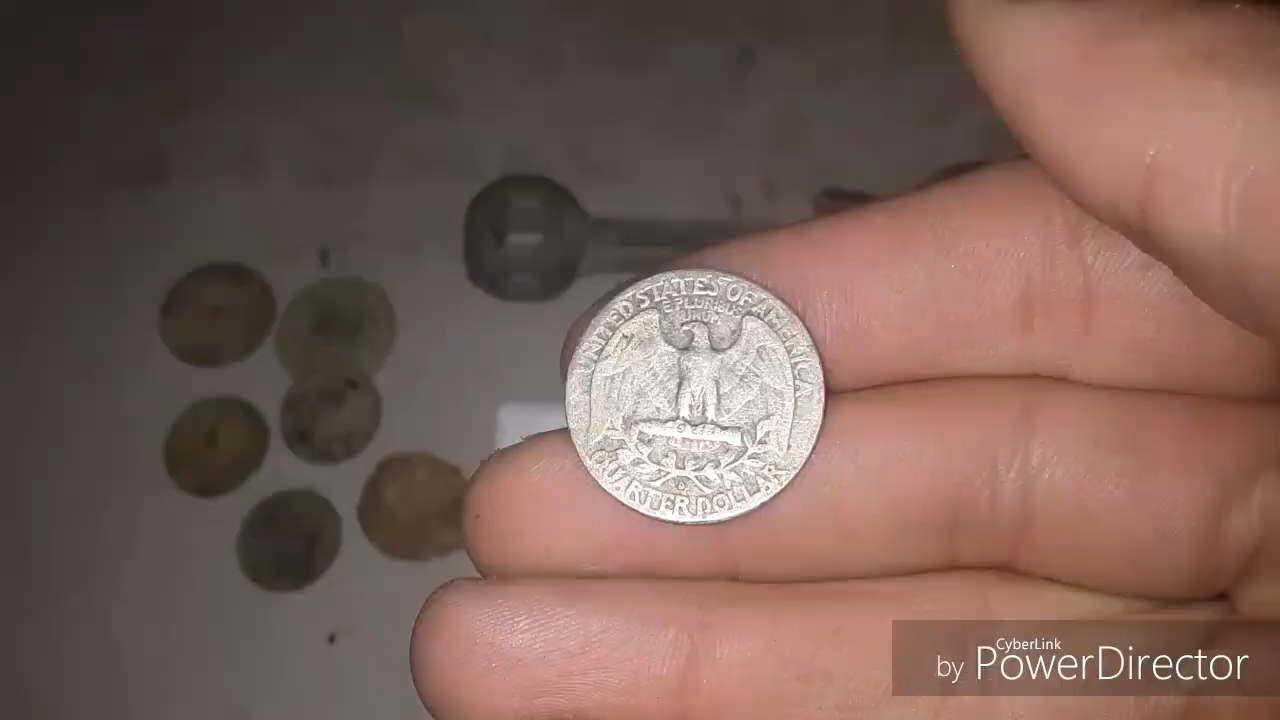 UNITED STATES OF AMERICA
E PLURIBUS
UNUM
D
QUARTER DOLLAR
CyberLink
by PowerDirector